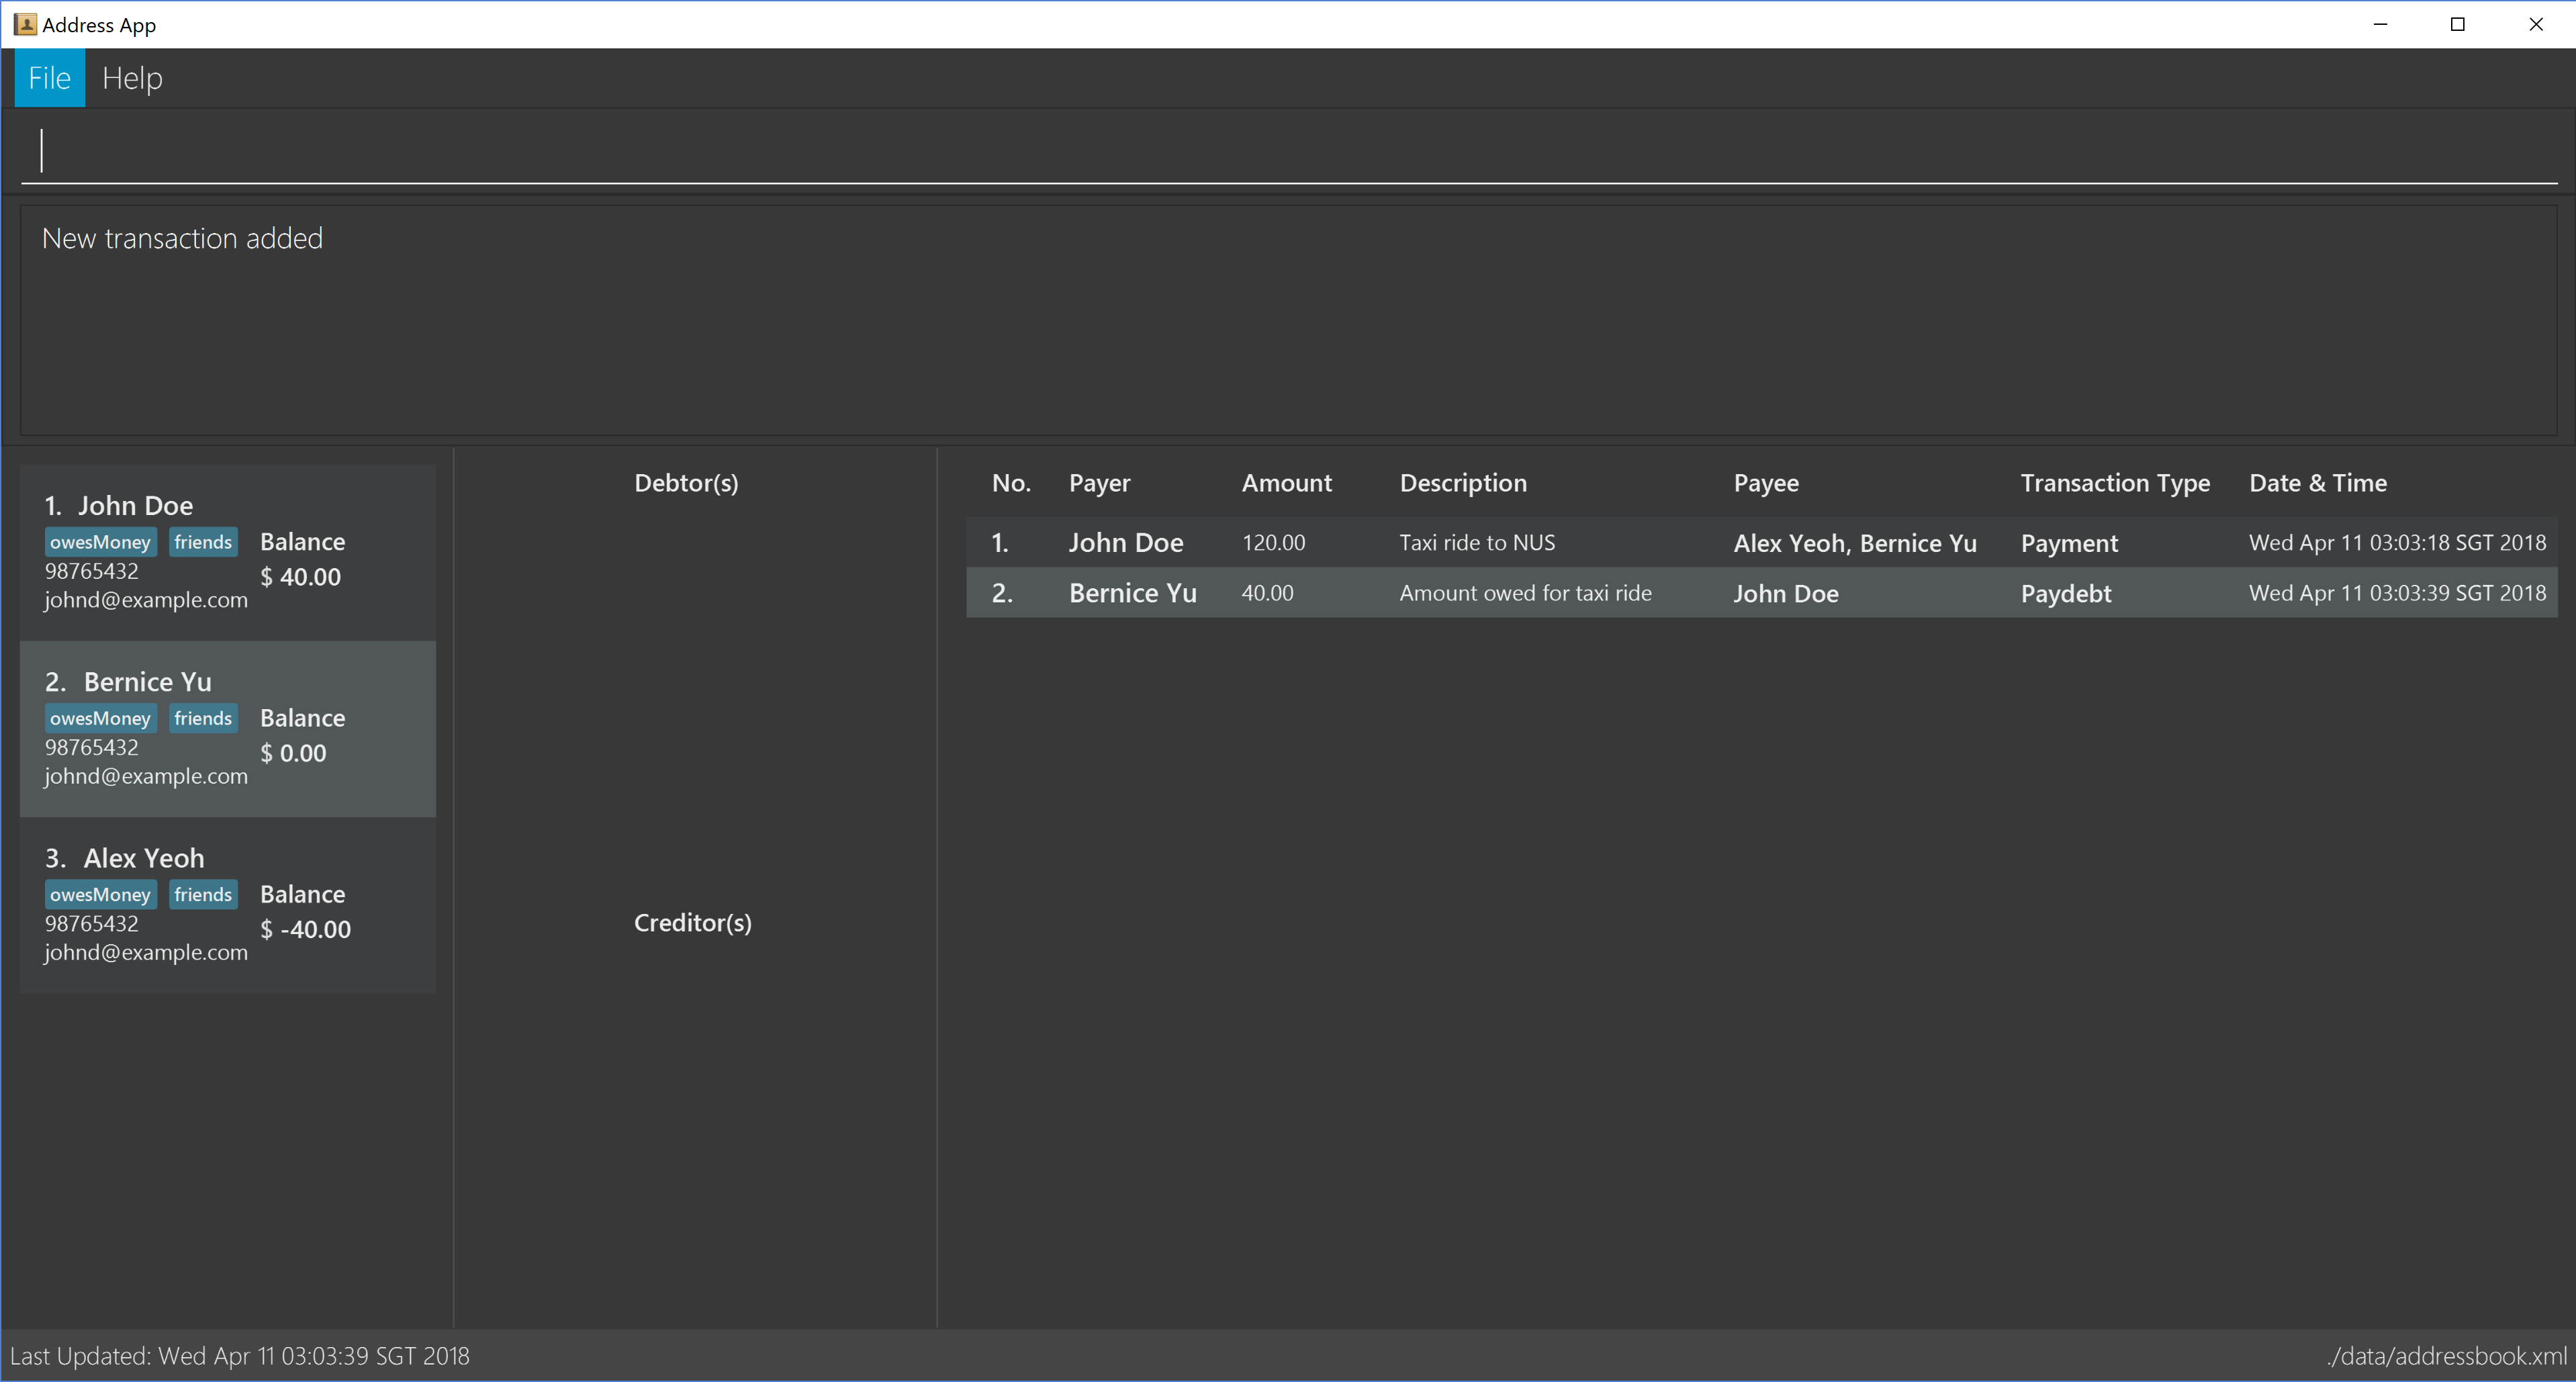 Address App
File Help
New transaction added
1. John Doe
owesMoney friends
98765432
johnd@example.com
Balance
$ 40.00
2. Bernice Yu
owesMoney friends
98765432
johnd@example.com
Balance
$ 0.00
3. Alex Yeoh
owesMoney friends
98765432
johnd@example.com
Balance
$ -40.00
Debtor(s)
Creditor(s)
No. Payer Amount Description Payee Transaction Type Date & Time
1. John Doe 120.00 Taxi ride to NUS Alex Yeoh, Bernice Yu Payment Wed Apr 11 03:03:18 SGT 2018
2. Bernice Yu 40.00 Amount owed for taxi ride John Doe Paydebt Wed Apr 11 03:03:39 SGT 2018
Last Updated: Wed Apr 11 03:03:39 SGT 2018
./data/addressbook.xml